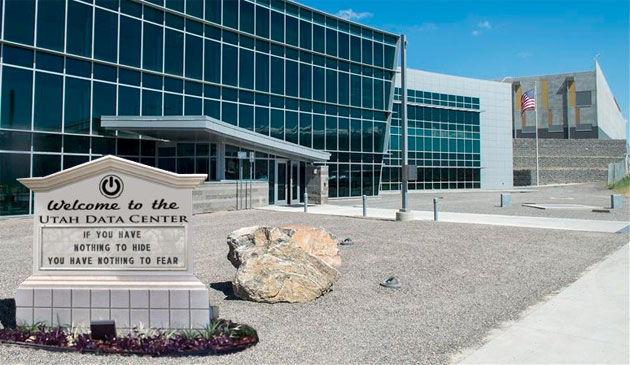 Welcome to the
Utah Data Center
IF YOU HAVE
NOTHING TO HIDE
YOU HAVE NOTHING TO FEAR